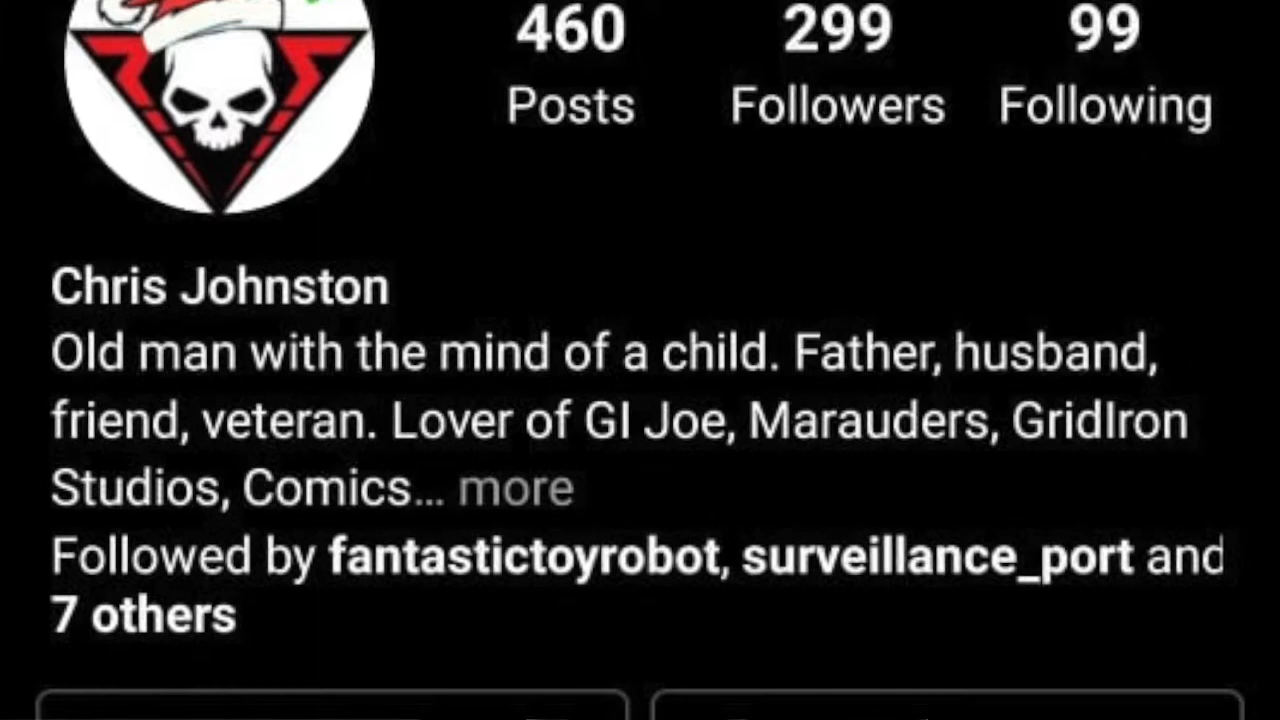 460 299 99
Posts Followers Following
Chris Johnston
Old man with the mind of a child. Father, husband,
friend, veteran. Lover of GI Joe, Marauders, GridIron
Studios, Comics... more
Followed by fantastictoyrobot, surveillance_port and
7 others